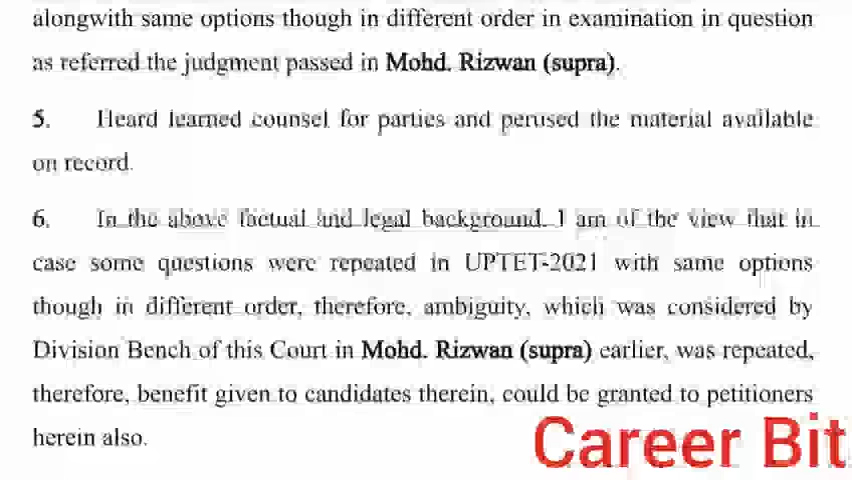 alongwith same options though in different order in examination in question
as referred the judgment passed in Mohd. Rizwan (supra).
5. Heard learned counsel for parties and perused the material available
on record.
6. In the above factual and legal background. I am of the view that in
case some questions were repeated in UPTET-2021 with same options
though in different order, therefore, ambiguity, which was considered by
Division Bench of this Court in Mohd. Rizwan (supra) earlier, was repeated,
therefore, benefit given to candidates therein, could be granted to petitioners
herein also.
Career Bit